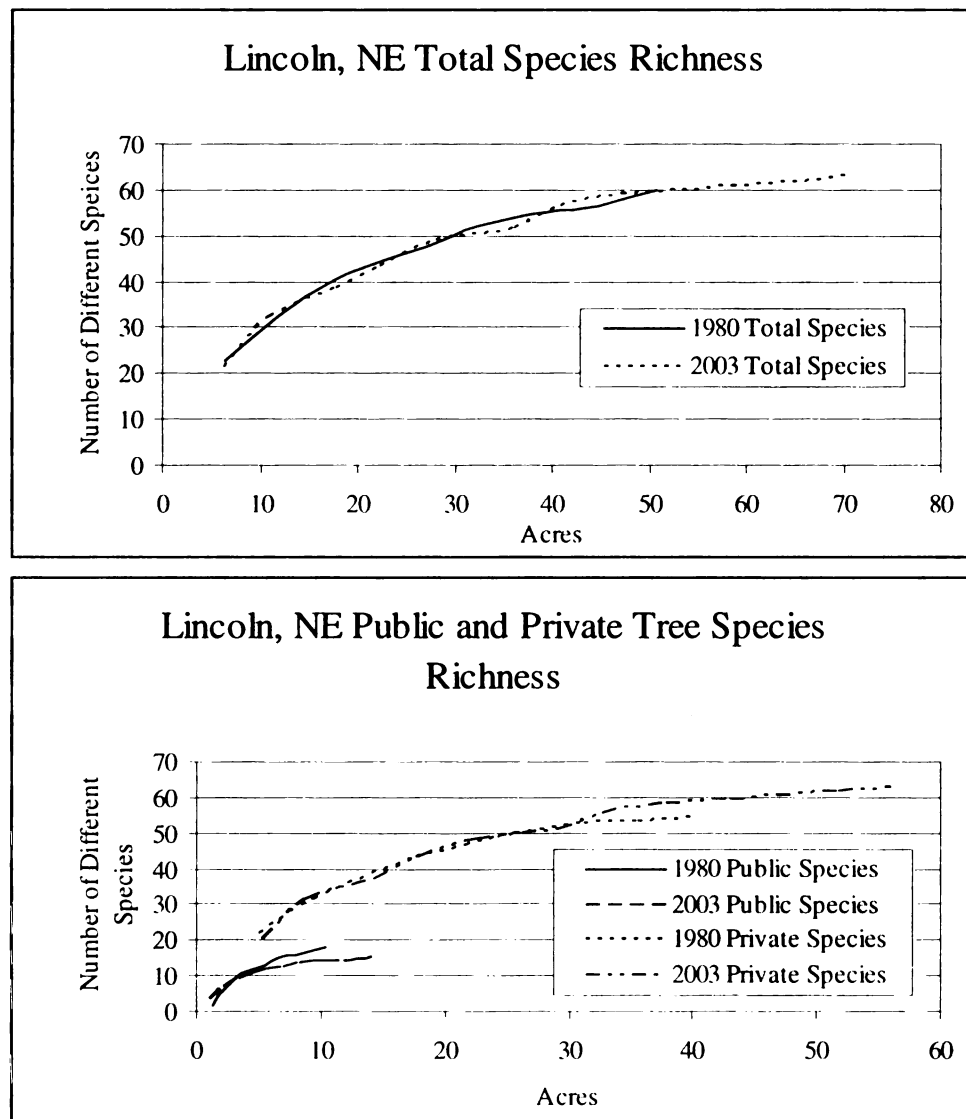 Lincoln, NE Total Species Richness
Number of Different Speices
70
60
50
40
30
20
10
0
1980 Total Species
2003 Total Species
0 10 20 30 40 50 60 70 80
Acres
Lincoln, NE Public and Private Tree Species
Richness
Number of Different
Species
70
60
50
40
30
20
10
0
1980 Public Species
2003 Public Species
1980 Private Species
2003 Private Species
0 10 20 30 40 50 60
Acres